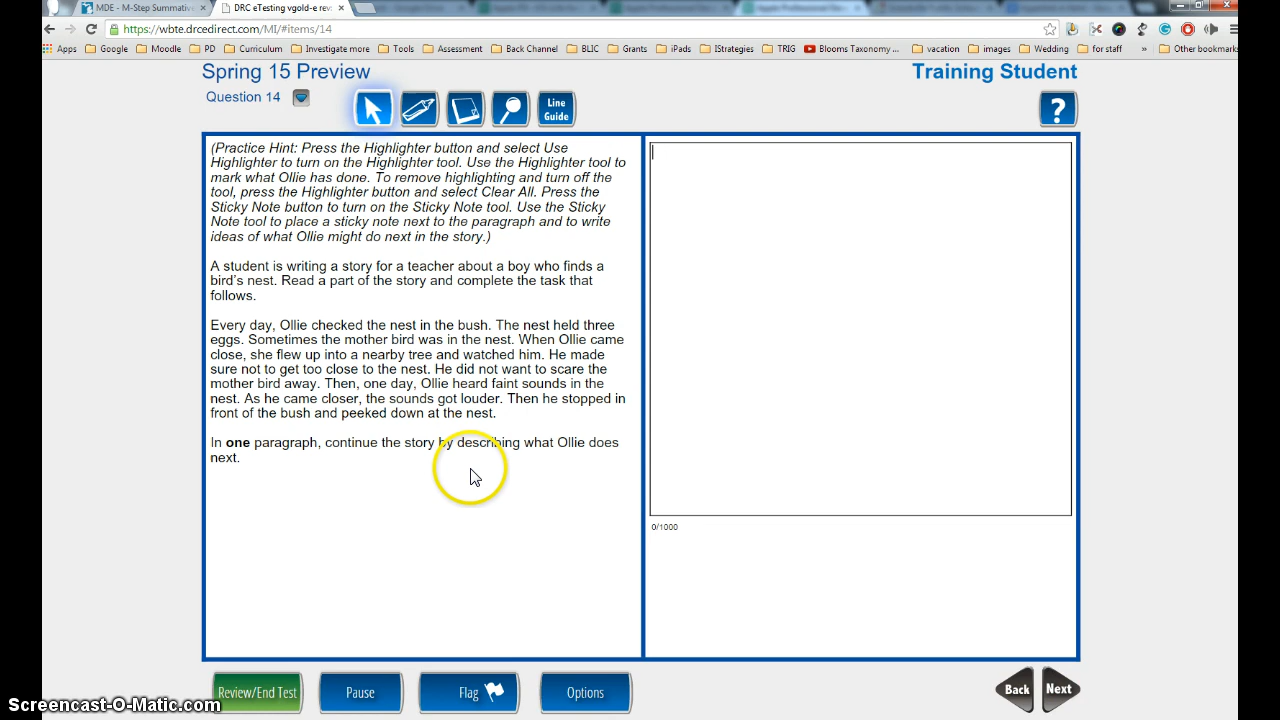 MDE - M-Step Summative
DRC eTesting vgold-e rev
https://wbte.drcedirect.com/MI/#items/14
Apps Google Moodle PD Curriculum Investigate more Tools Assessment Back Channel BLIC Grants iPads IStrategies TRIG Blooms Taxonomy ... vacation images Wedding for staff » Other bookmarks
Spring 15 Preview
Training Student
Question 14
Line
Guide
?
(Practice Hint: Press the Highlighter button and select Use
Highlighter to turn on the Highlighter tool. Use the Highlighter tool to
mark what Ollie has done. To remove highlighting and turn off the
tool, press the Highlighter button and select Clear All. Press the
Sticky Note button to turn on the Sticky Note tool. Use the Sticky
Note tool to place a sticky note next to the paragraph and to write
ideas of what Ollie might do next in the story.)
A student is writing a story for a teacher about a boy who finds a
bird's nest. Read a part of the story and complete the task that
follows.
Every day, Ollie checked the nest in the bush. The nest held three
eggs. Sometimes the mother bird was in the nest. When Ollie came
close, she flew up into a nearby tree and watched him. He made
sure not to get too close to the nest. He did not want to scare the
mother bird away. Then, one day, Ollie heard faint sounds in the
nest. As he came closer, the sounds got louder. Then he stopped in
front of the bush and peeked down at the nest.
In one paragraph, continue the story by describing what Ollie does
next.
0/1000
Review/End Test
Pause
Flag
Options
Back
Next
Screencast-O-Matic.com